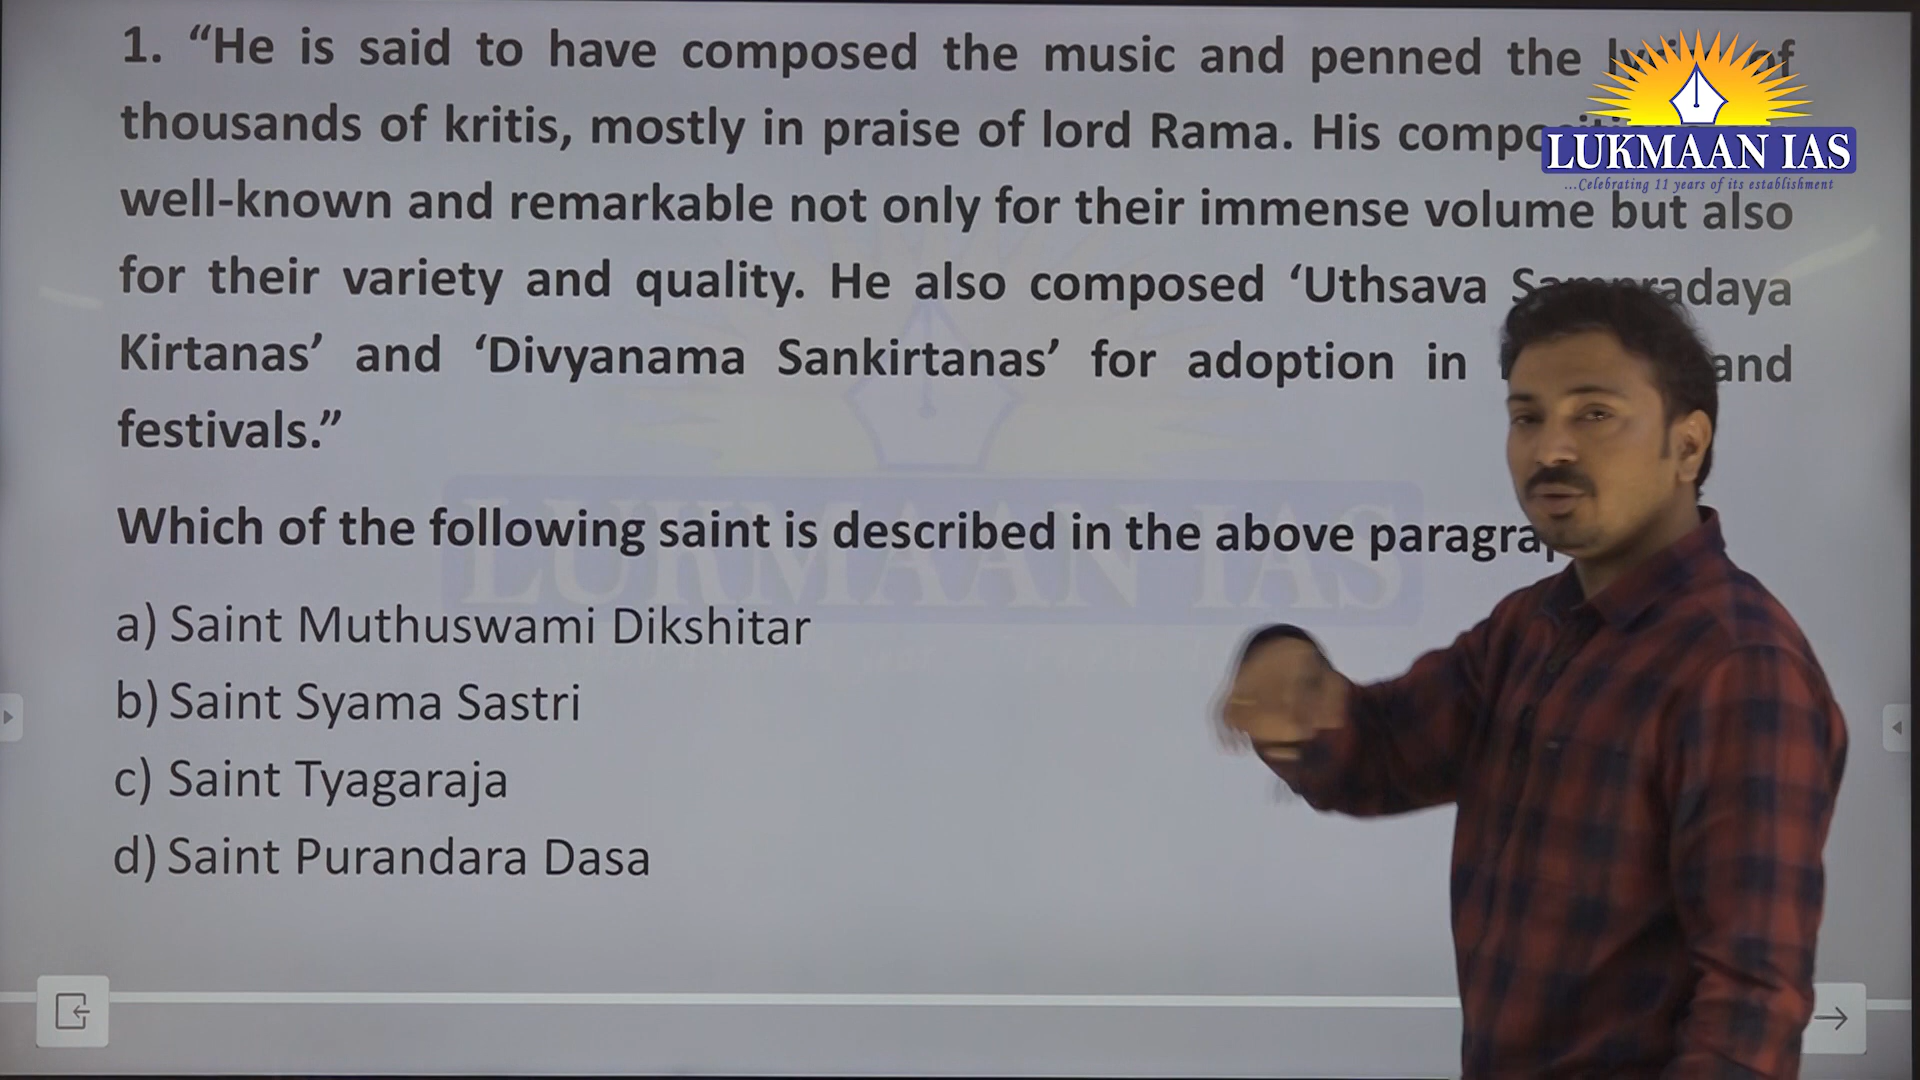 1. “He is said to have composed the music and penned the of
thousands of kritis, mostly in praise of lord Rama. His
well-known and remarkable not only for their immense volume but also
for their variety and quality. He also composed ‘Uthsava
Kirtanas’ and ‘Divyanama Sankirtanas’ for adoption in and
festivals.”
Which of the following saint is described in the above
a) Saint Muthuswami Dikshitar
b) Saint Syama Sastri
c) Saint Tyagaraja
d) Saint Purandara Dasa
LUKMAAN IAS
...Celebrating 11 years of its establishment
LUKMAAN IAS